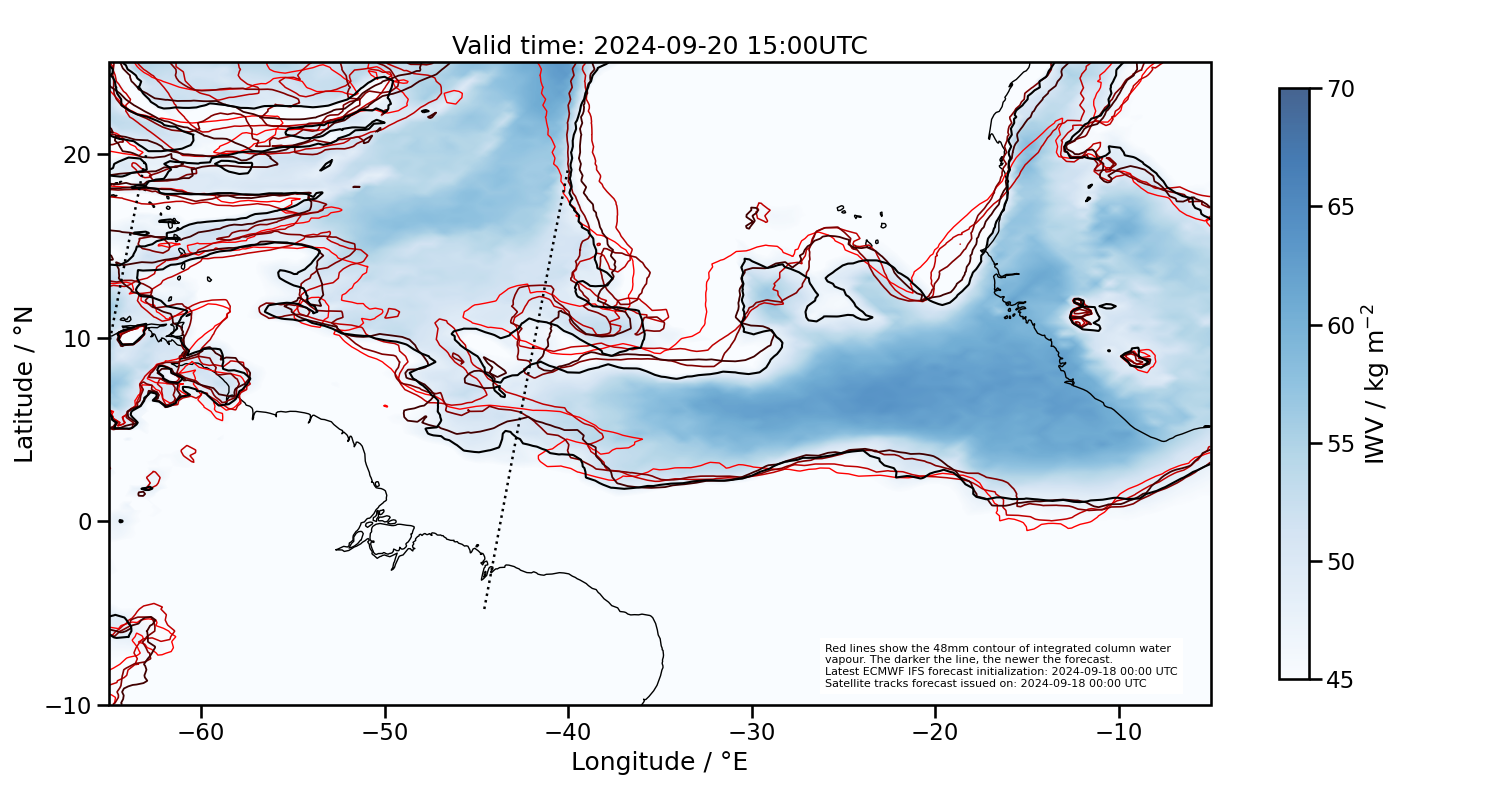 Valid time: 2024-09-20 15:00UTC
20
10
0
−10
Latitude / °N
−60
−50
−40
−30
−20
−10
Longitude / °E
Red lines show the 48mm contour of integrated column water
vapour. The darker the line, the newer the forecast.
Latest ECMWF IFS forecast initialization: 2024-09-18 00:00 UTC
Satellite tracks forecast issued on: 2024-09-18 00:00 UTC
70
65
60
55
50
45
IWV / kg m⁻²